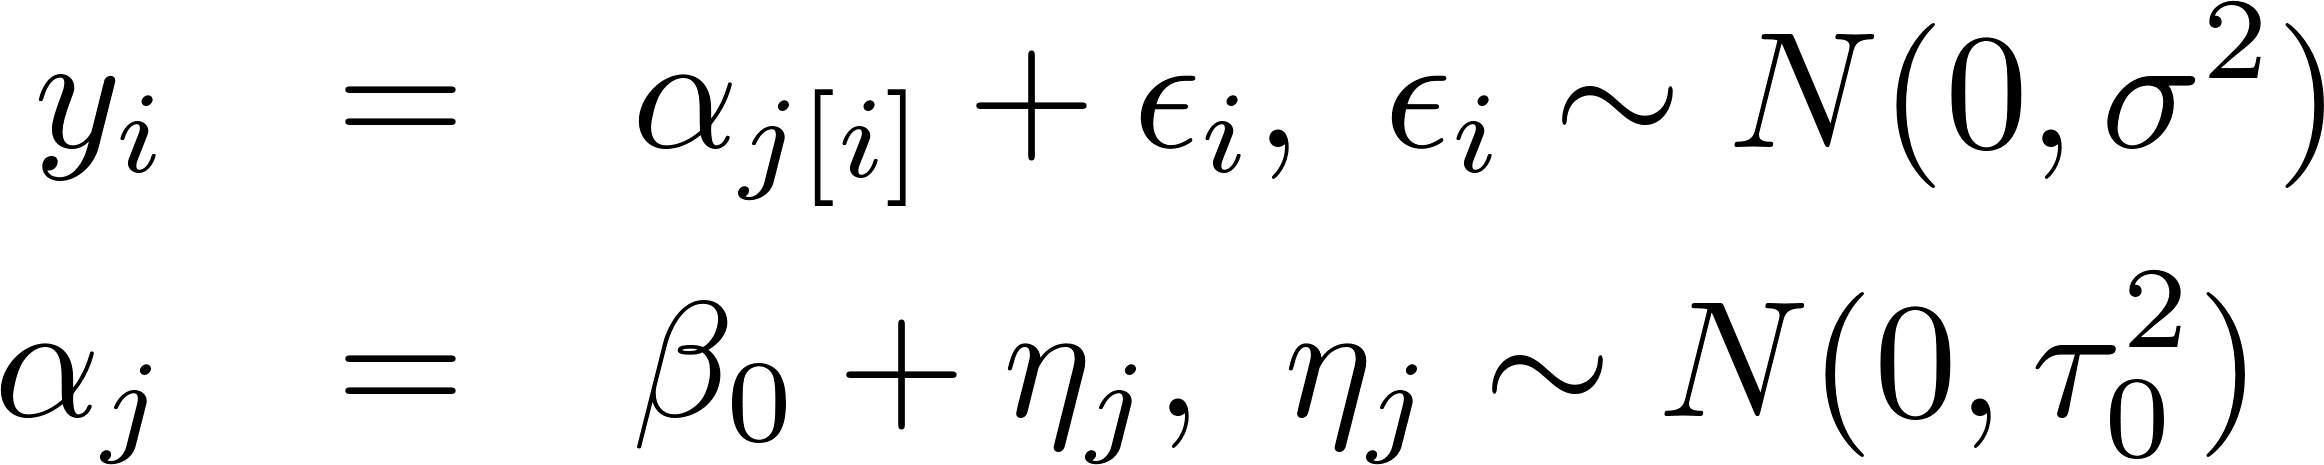 y_i = α_{j[i]} + ϵ_i, ϵ_i ∼ N(0, σ^2)
α_j = β_0 + η_j, η_j ∼ N(0, τ_0^2)